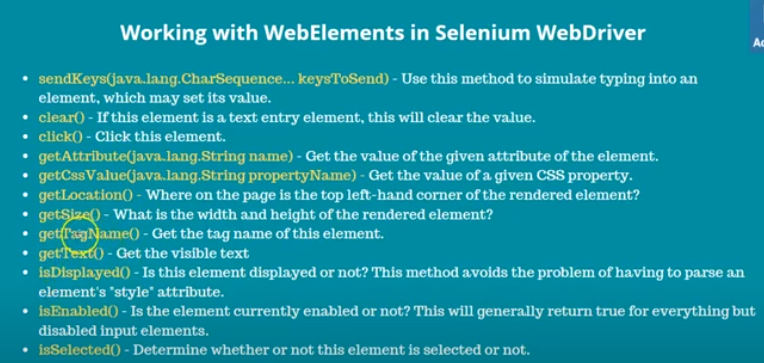 Working with WebElements in Selenium WebDriver
• sendKeys(java.lang.CharSequence... keysToSend) - Use this method to simulate typing into an
element, which may set its value.
• clear() - If this element is a text entry element, this will clear the value.
• click() - Click this element.
• getAttribute(java.lang.String name) - Get the value of the given attribute of the element.
• getCssValue(java.lang.String propertyName) - Get the value of a given CSS property.
• getLocation() - Where on the page is the top left-hand corner of the rendered element?
• getSize() - What is the width and height of the rendered element?
• getTagName() - Get the tag name of this element.
• getText() - Get the visible text
• isDisplayed() - Is this element displayed or not? This method avoids the problem of having to parse an
element's "style" attribute.
• isEnabled() - Is the element currently enabled or not? This will generally return true for everything but
disabled input elements.
• isSelected() - Determine whether or not this element is selected or not.